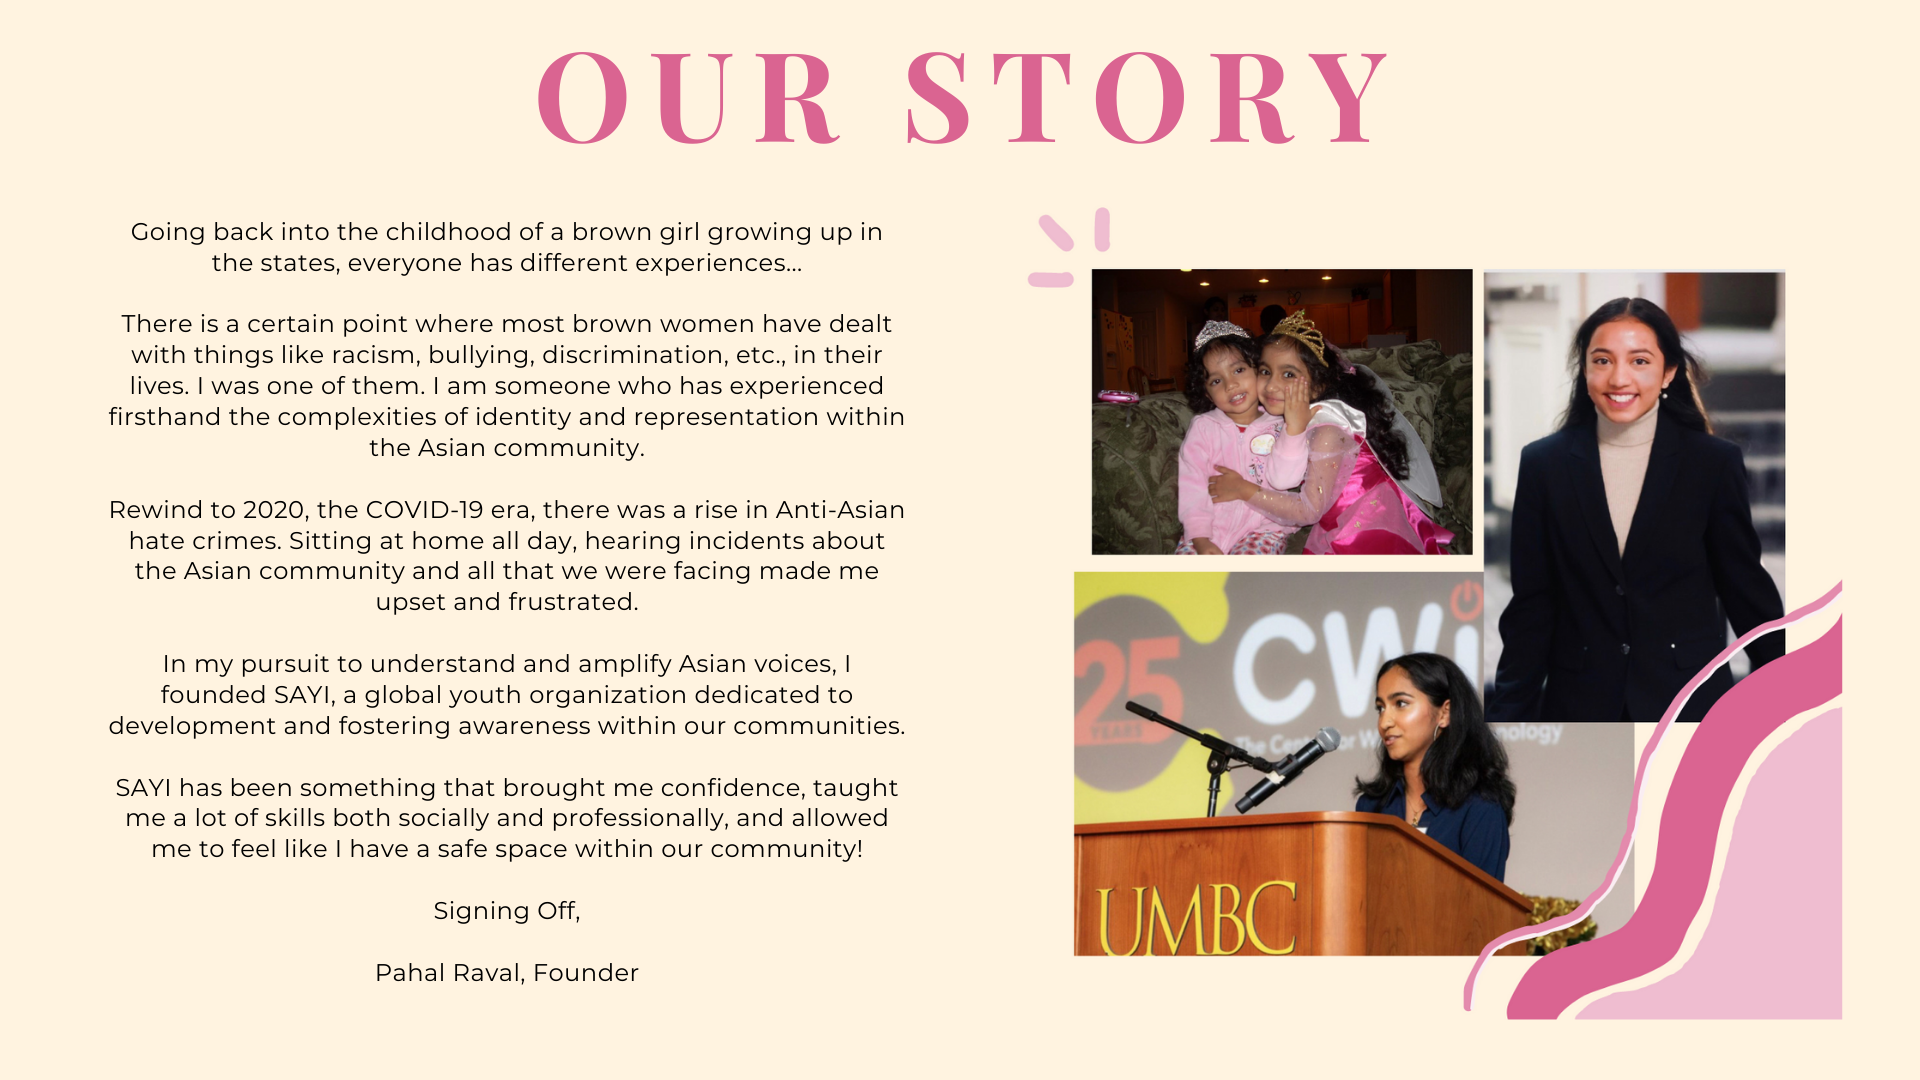 OUR STORY
Going back into the childhood of a brown girl growing up in
the states, everyone has different experiences...
There is a certain point where most brown women have dealt
with things like racism, bullying, discrimination, etc., in their
lives. I was one of them. I am someone who has experienced
firsthand the complexities of identity and representation within
the Asian community.
Rewind to 2020, the COVID-19 era, there was a rise in Anti-Asian
hate crimes. Sitting at home all day, hearing incidents about
the Asian community and all that we were facing made me
upset and frustrated.
In my pursuit to understand and amplify Asian voices, I
founded SAYI, a global youth organization dedicated to
development and fostering awareness within our communities.
SAYI has been something that brought me confidence, taught
me a lot of skills both socially and professionally, and allowed
me to feel like I have a safe space within our community!
Signing Off,
Pahal Raval, Founder
25
YEARS
CWi
The
UMBC